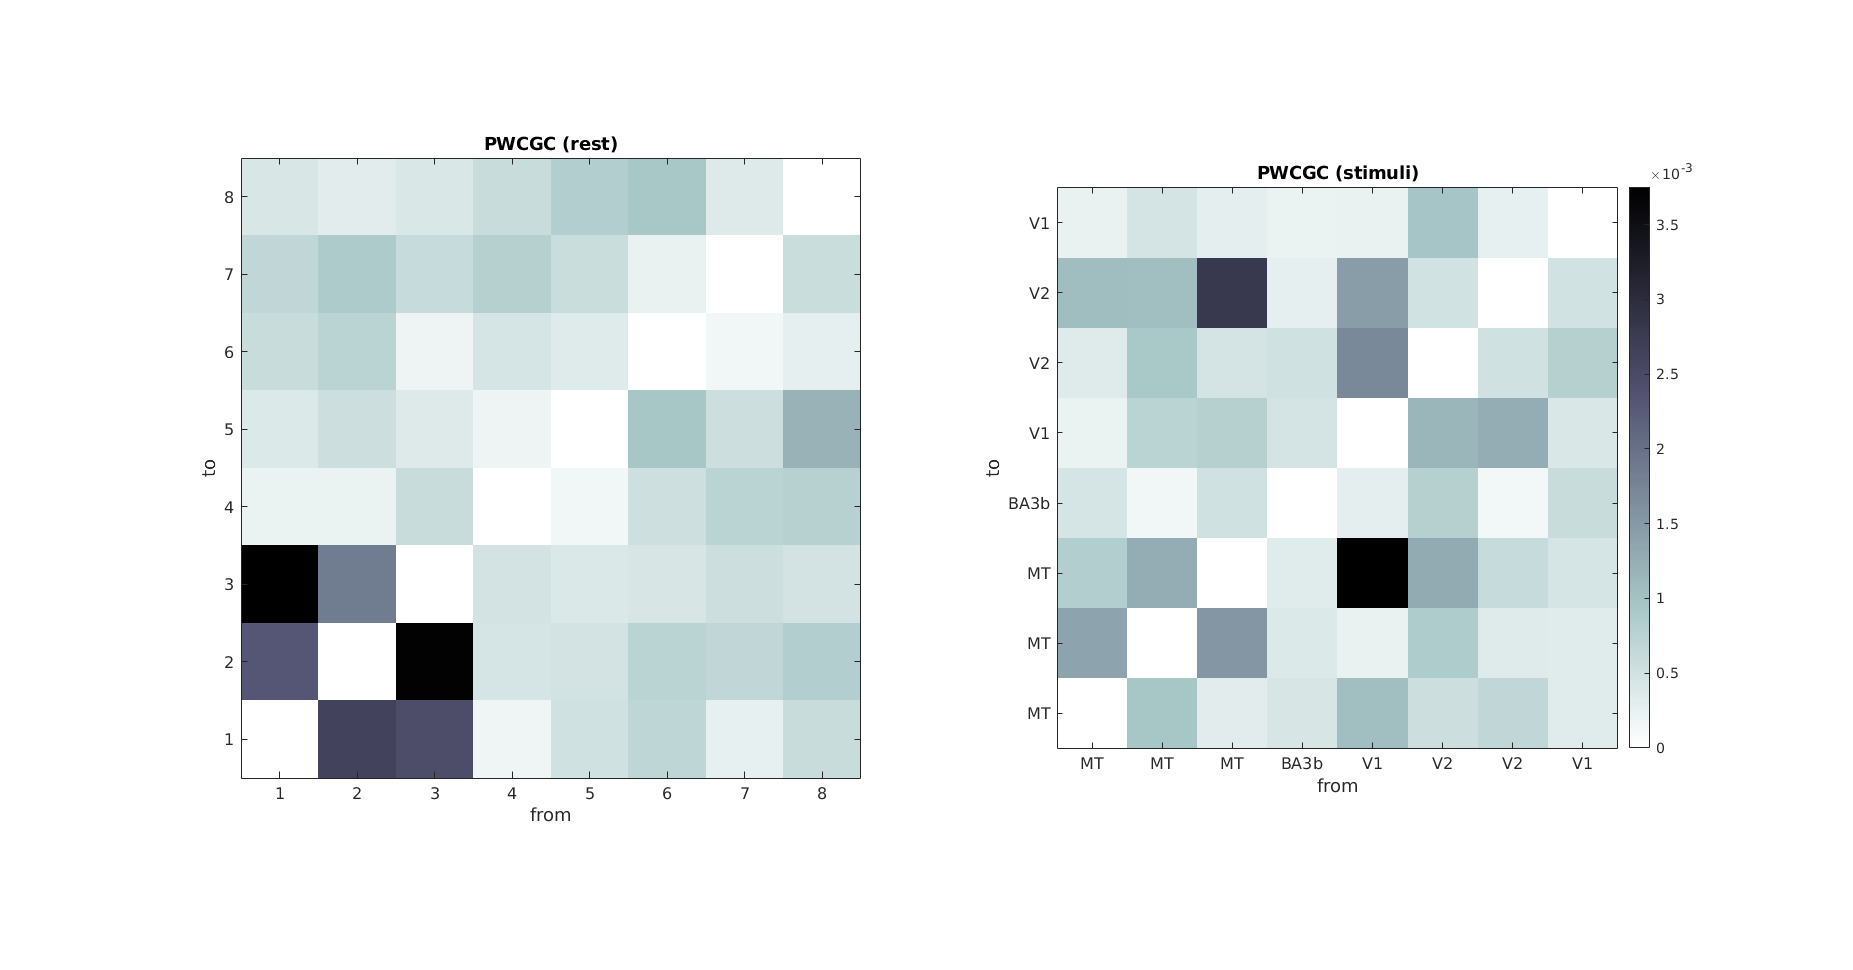 PWCGC (rest)
8
7
6
5
4
3
2
1
to
1 2 3 4 5 6 7 8
from
PWCGC (stimuli)
V1
V2
V2
V1
BA3b
MT
MT
MT
to
MT MT MT BA3b V1 V2 V2 V1
from
×10-3
3.5
3
2.5
2
1.5
1
0.5
0